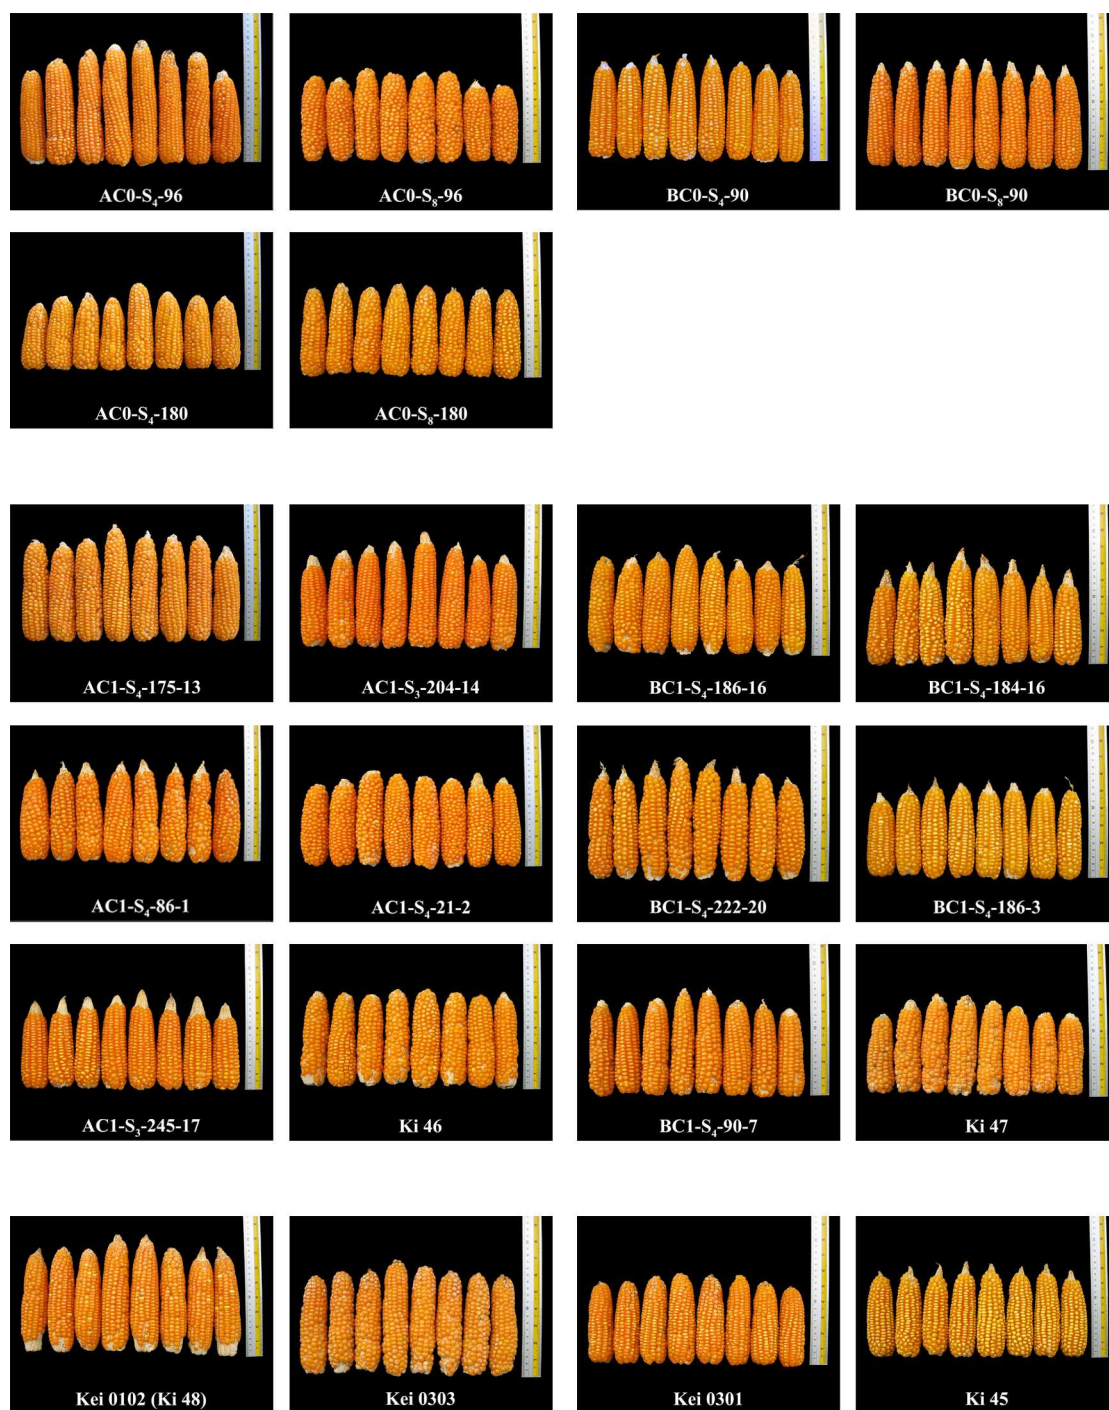 AC0-S₄-96
AC0-S₈-96
BC0-S₄-90
BC0-S₈-90
AC0-S₄-180
AC0-S₈-180
AC1-S₄-175-13
AC1-S₃-204-14
BC1-S₄-186-16
BC1-S₄-184-16
AC1-S₄-86-1
AC1-S₄-21-2
BC1-S₄-222-20
BC1-S₄-186-3
AC1-S₃-245-17
Ki 46
BC1-S₄-90-7
Ki 47
Kei 0102 (Ki 48)
Kei 0303
Kei 0301
Ki 45